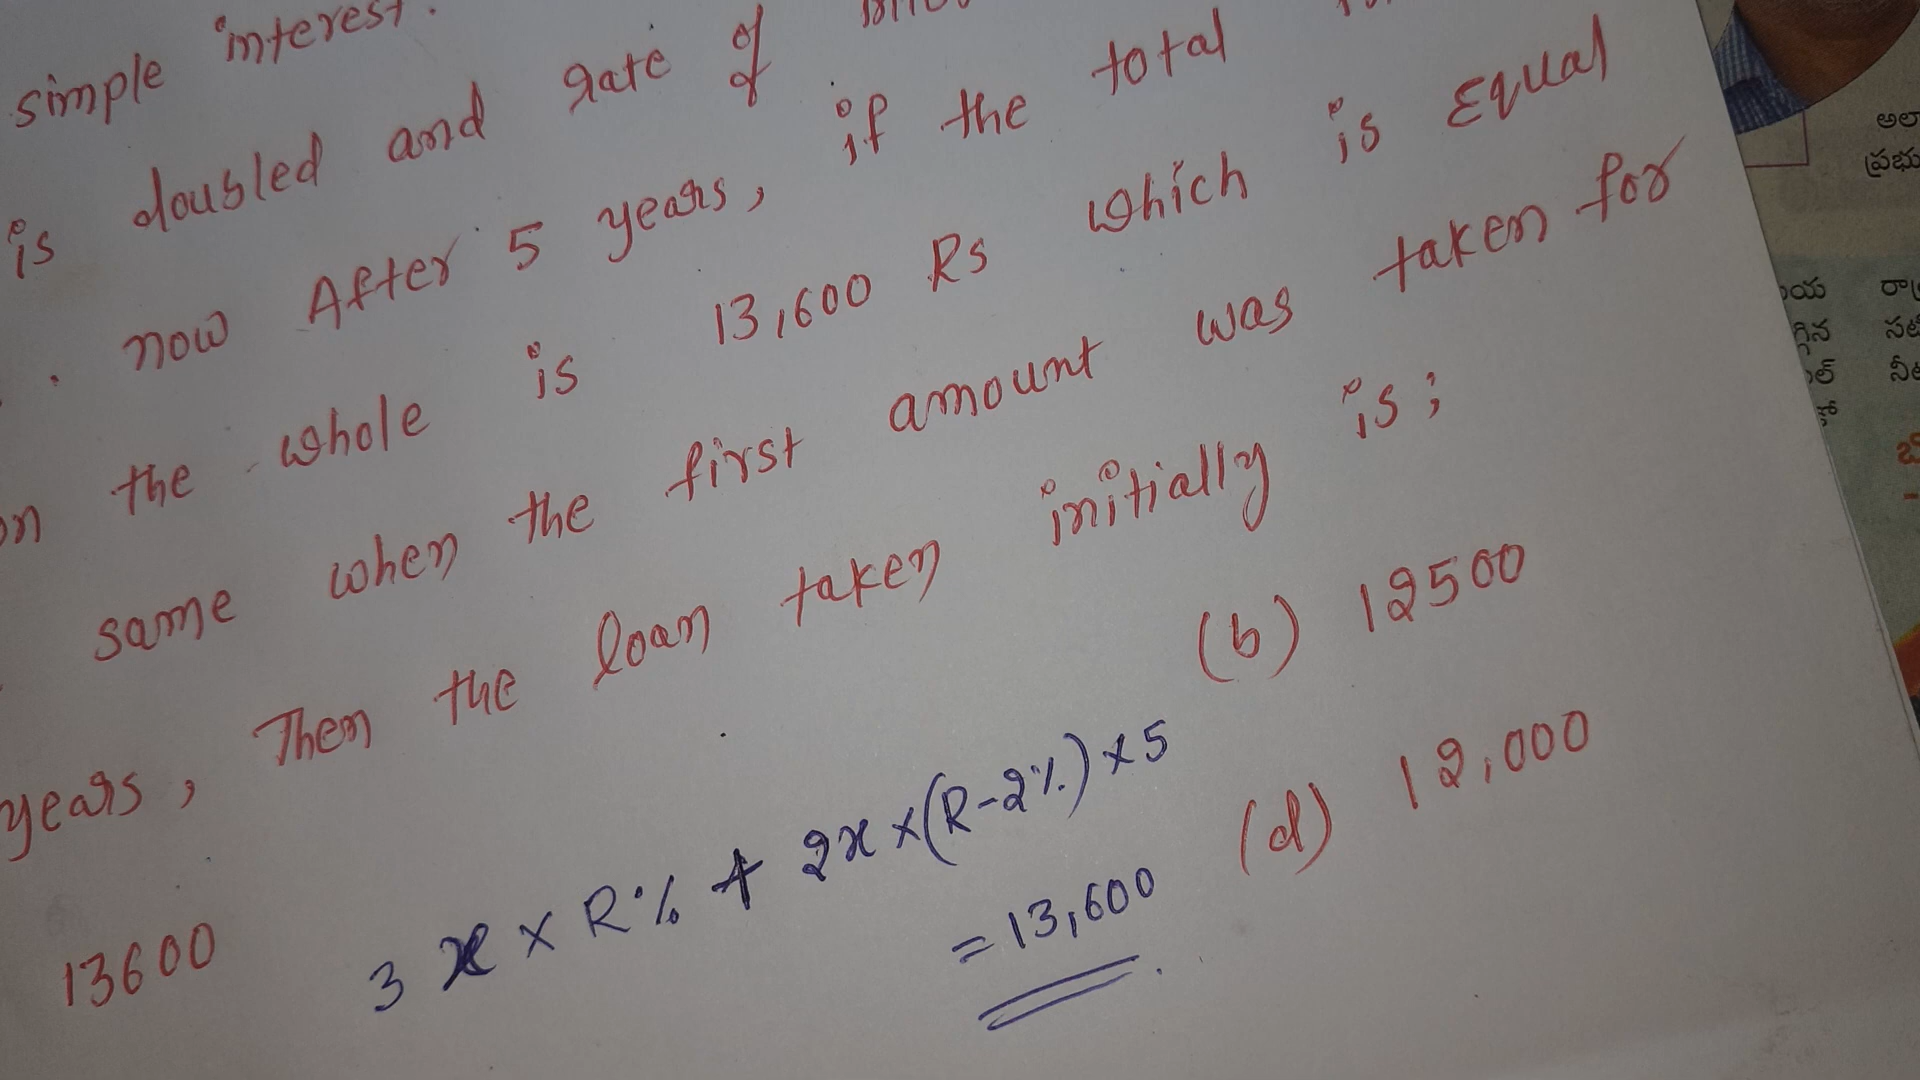 simple interest.
is doubled and rate of
. now After 5 years, if the total
on the whole is 13,600 Rs which is Equal
same when the first amount was taken for
years, Then the loan taken initially is;
(b) 12500
13600
(d) 12,000
3 x × R% + 2x × (R-2%) × 5
= 13,600